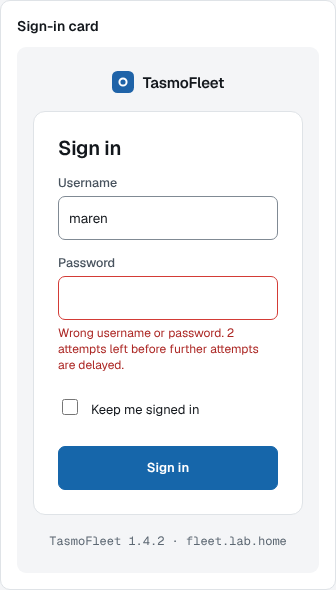 Sign-in card
TasmoFleet
Sign in
Username
maren
Password
Wrong username or password. 2
attempts left before further attempts
are delayed.
Keep me signed in
Sign in
TasmoFleet 1.4.2 · fleet.lab.home